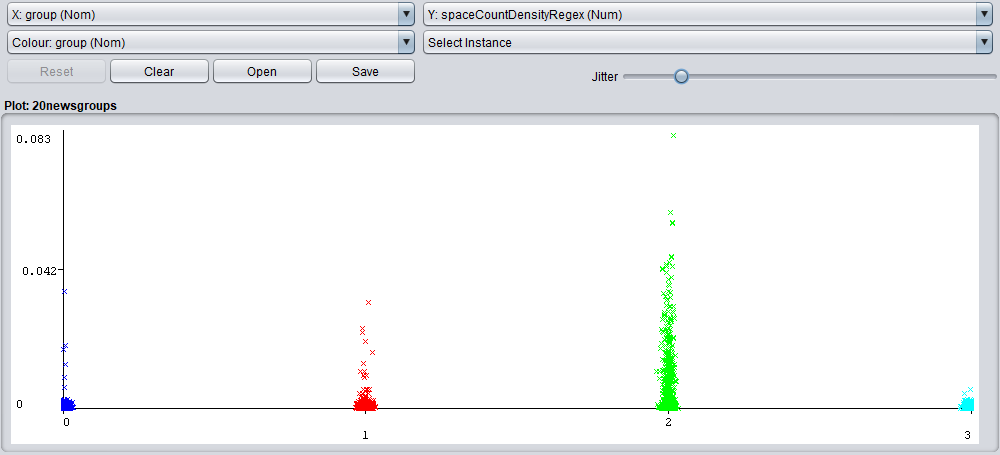 X: group (Nom)
Y: spaceCountDensityRegex (Num)
Colour: group (Nom)
Select Instance
Reset
Clear
Open
Save
Jitter
Plot: 20newsgroups
0.083
0.042
0
0
1
2
3